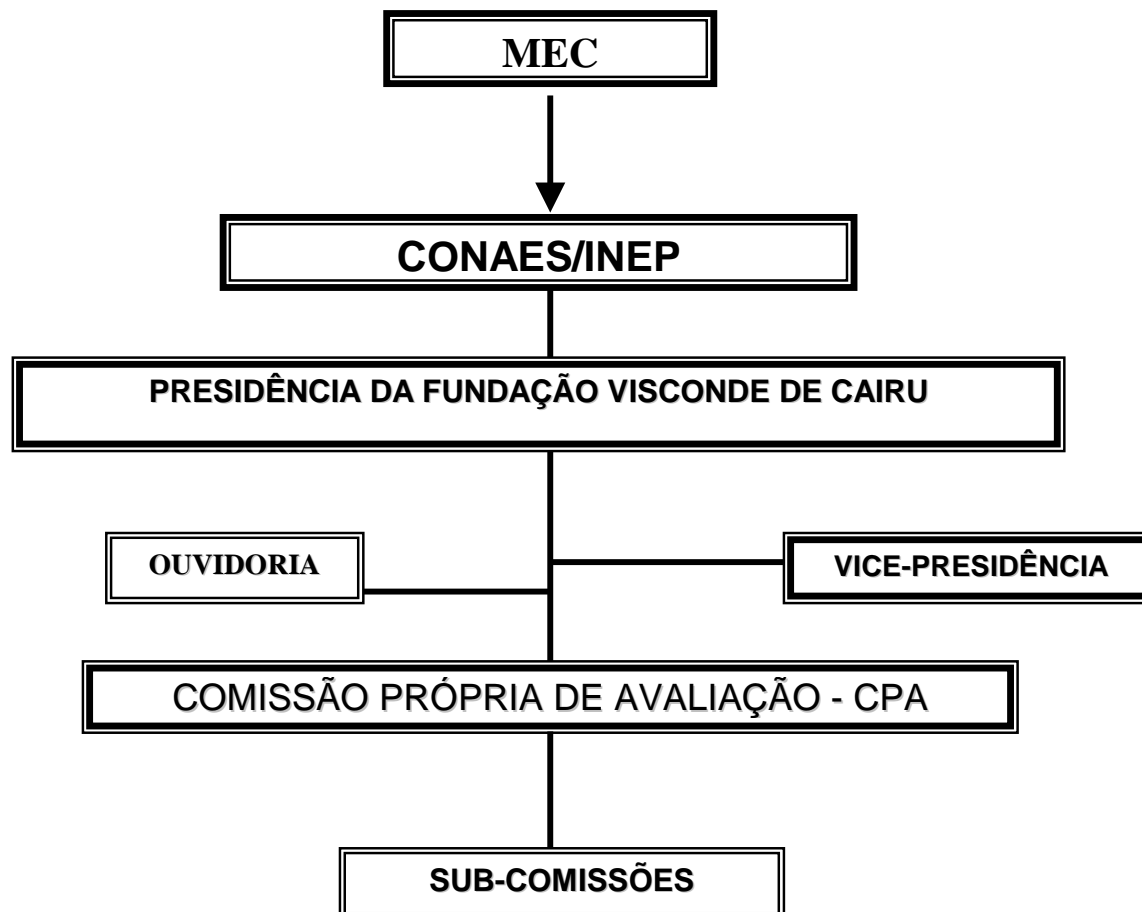 MEC
CONAES/INEP
PRESIDÊNCIA DA FUNDAÇÃO VISCONDE DE CAIRU
OUVIDORIA
VICE-PRESIDÊNCIA
COMISSÃO PRÓPRIA DE AVALIAÇÃO - CPA
SUB-COMISSÕES